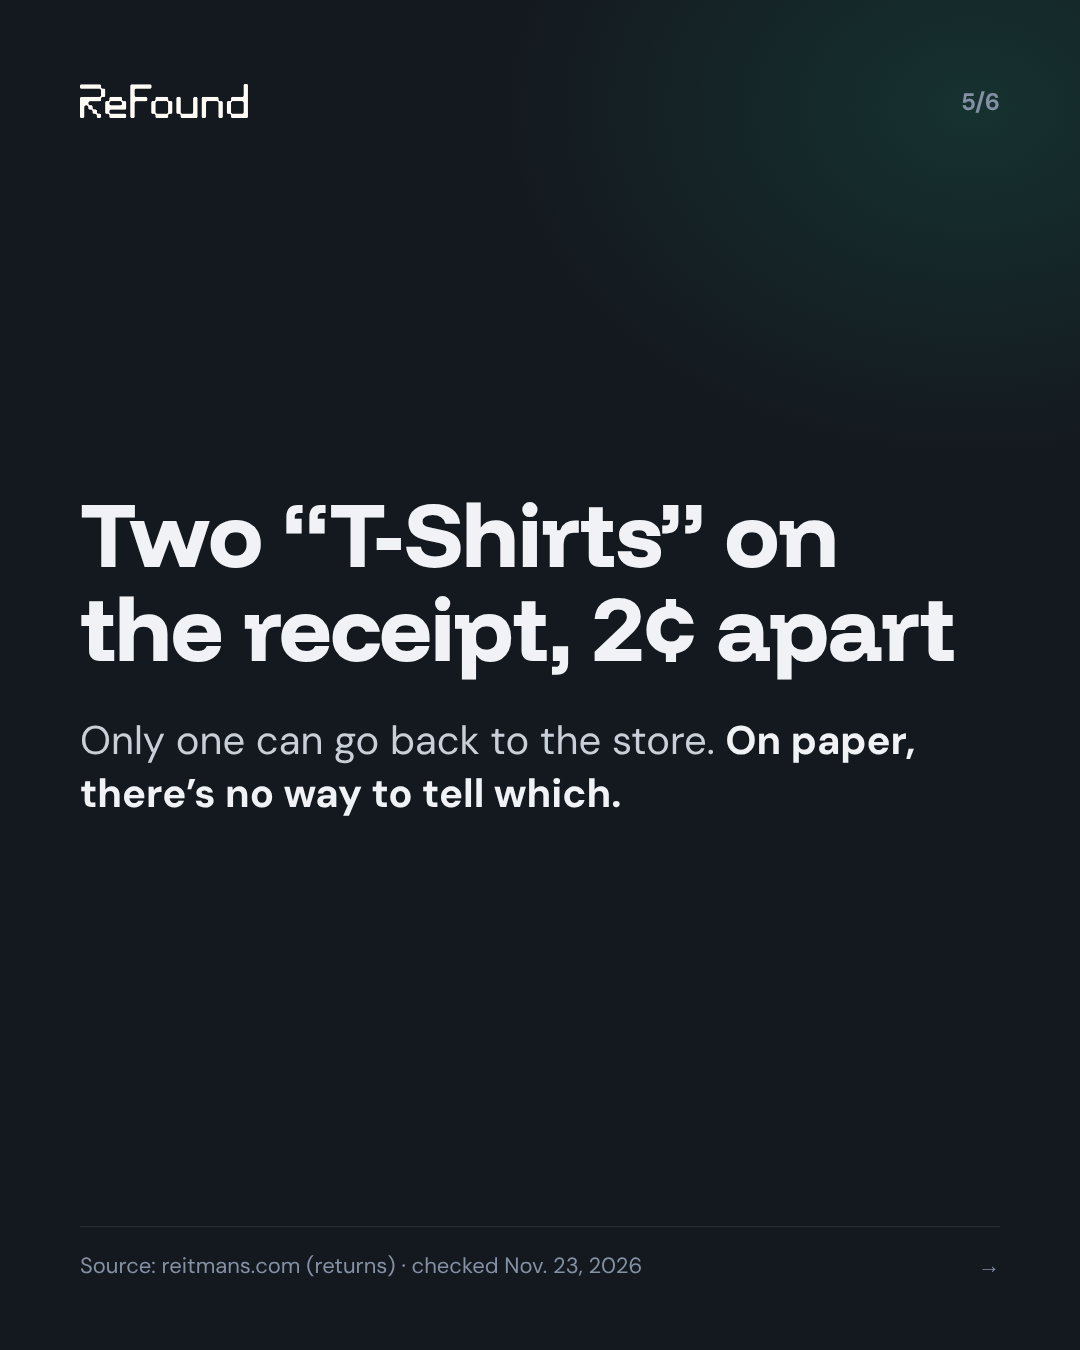 ReFound
5/6
Two “T-Shirts” on
the receipt, 2¢ apart
Only one can go back to the store. On paper,
there’s no way to tell which.
Source: reitmans.com (returns) · checked Nov. 23, 2026 →